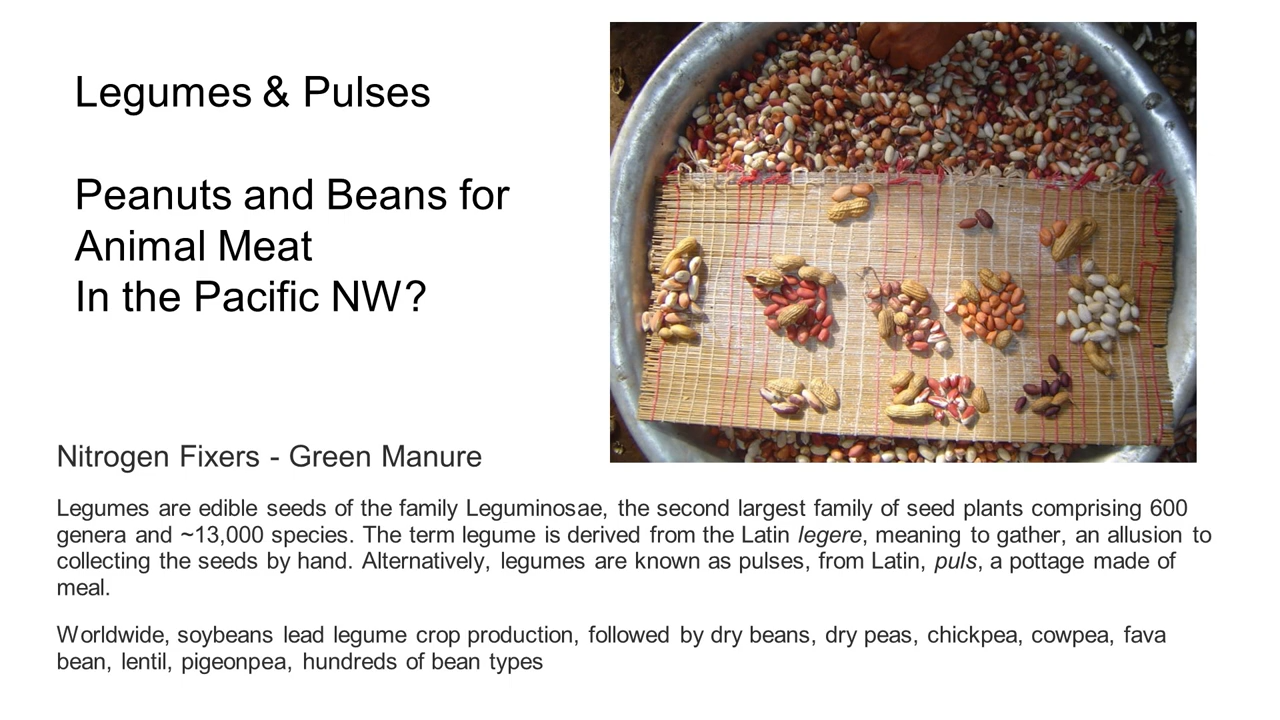 Legumes & Pulses
Peanuts and Beans for
Animal Meat
In the Pacific NW?
Nitrogen Fixers - Green Manure
Legumes are edible seeds of the family Leguminosae, the second largest family of seed plants comprising 600
genera and ~13,000 species. The term legume is derived from the Latin legere, meaning to gather, an allusion to
collecting the seeds by hand. Alternatively, legumes are known as pulses, from Latin, puls, a pottage made of
meal.
Worldwide, soybeans lead legume crop production, followed by dry beans, dry peas, chickpea, cowpea, fava
bean, lentil, pigeonpea, hundreds of bean types